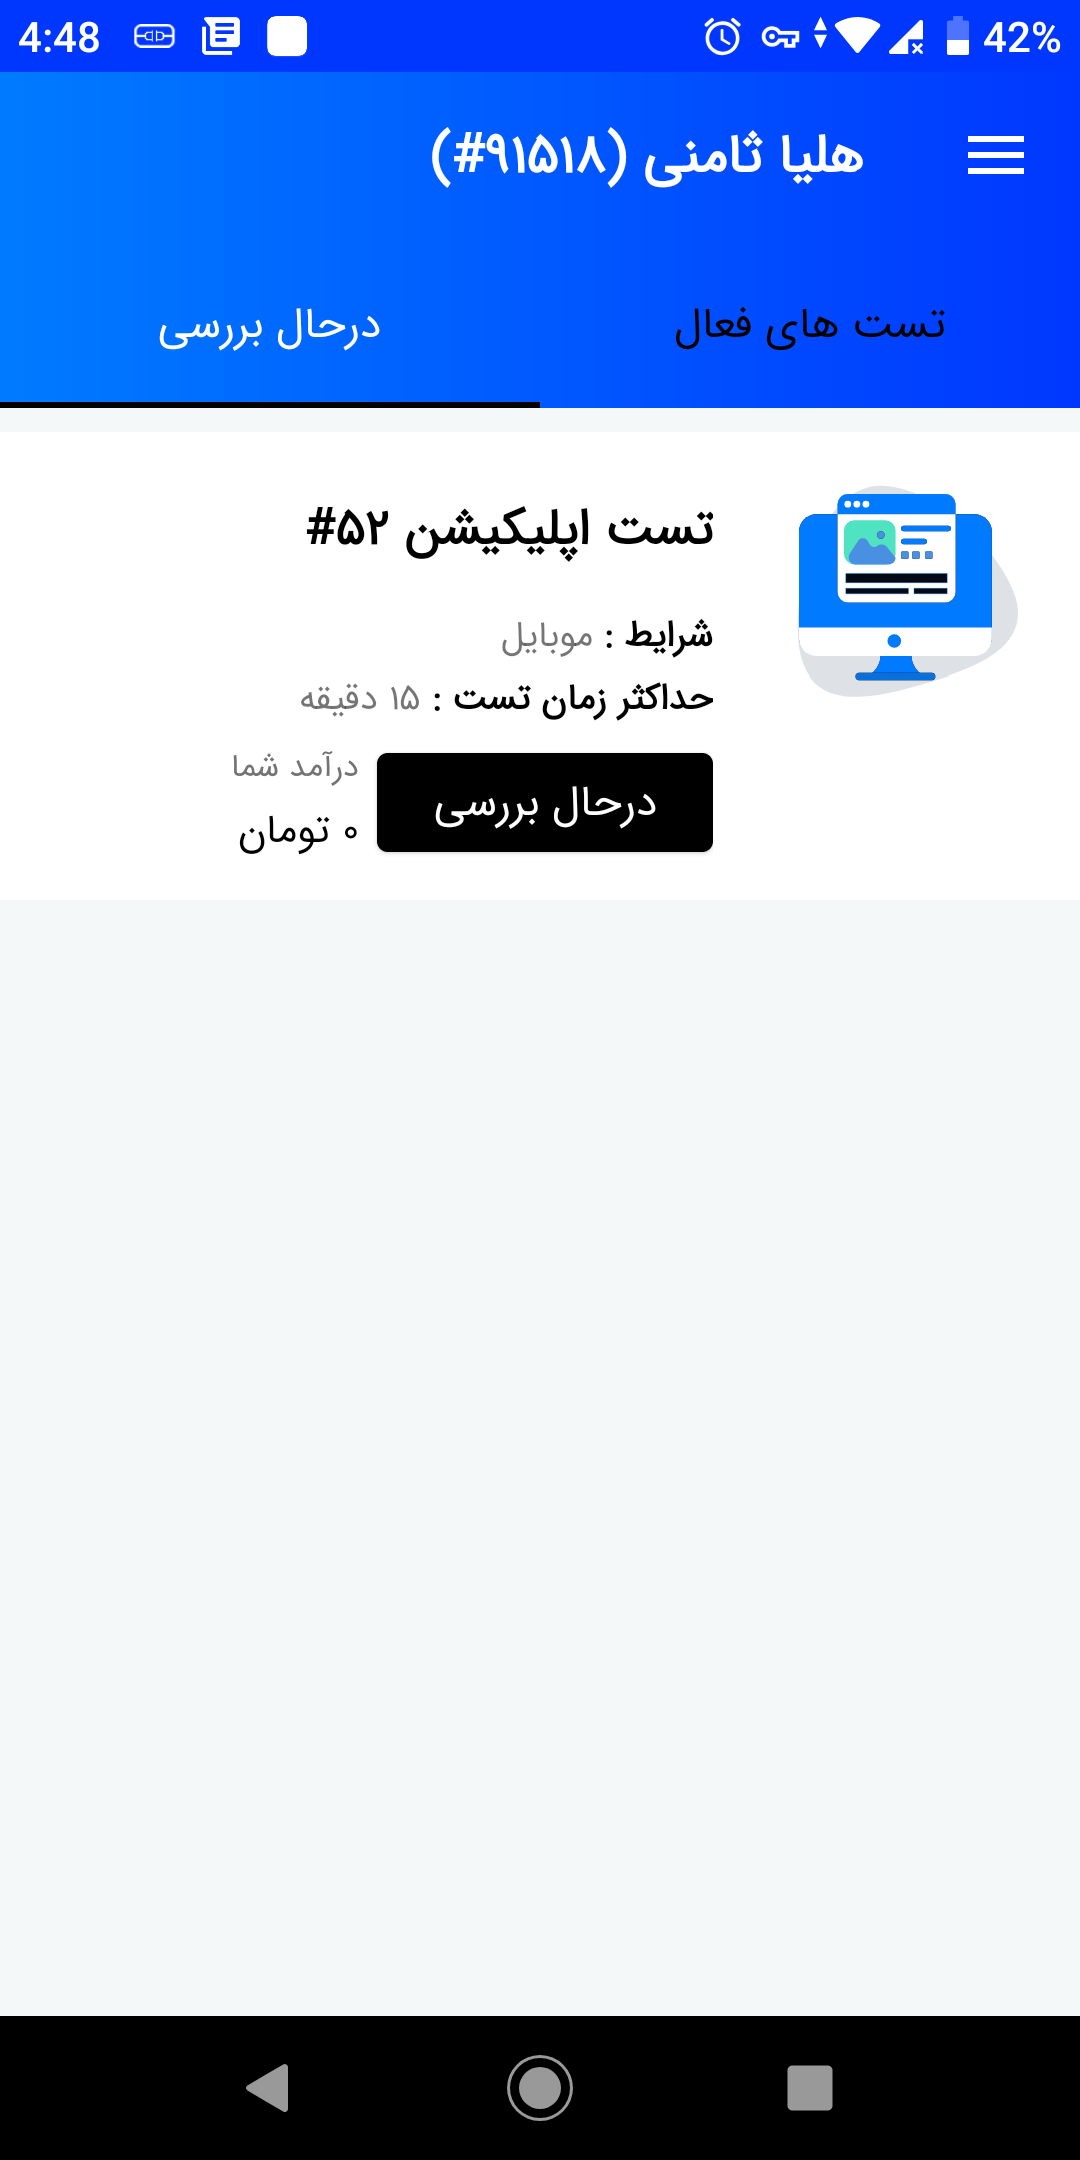 4:48
42%
هلیا ثامنی (۹۱۵۱۸#)
تست های فعال
درحال بررسی
تست اپلیکیشن ۵۲#
شرایط : موبایل
حداکثر زمان تست : ۱۵ دقیقه
درحال بررسی
درآمد شما
۰ تومان